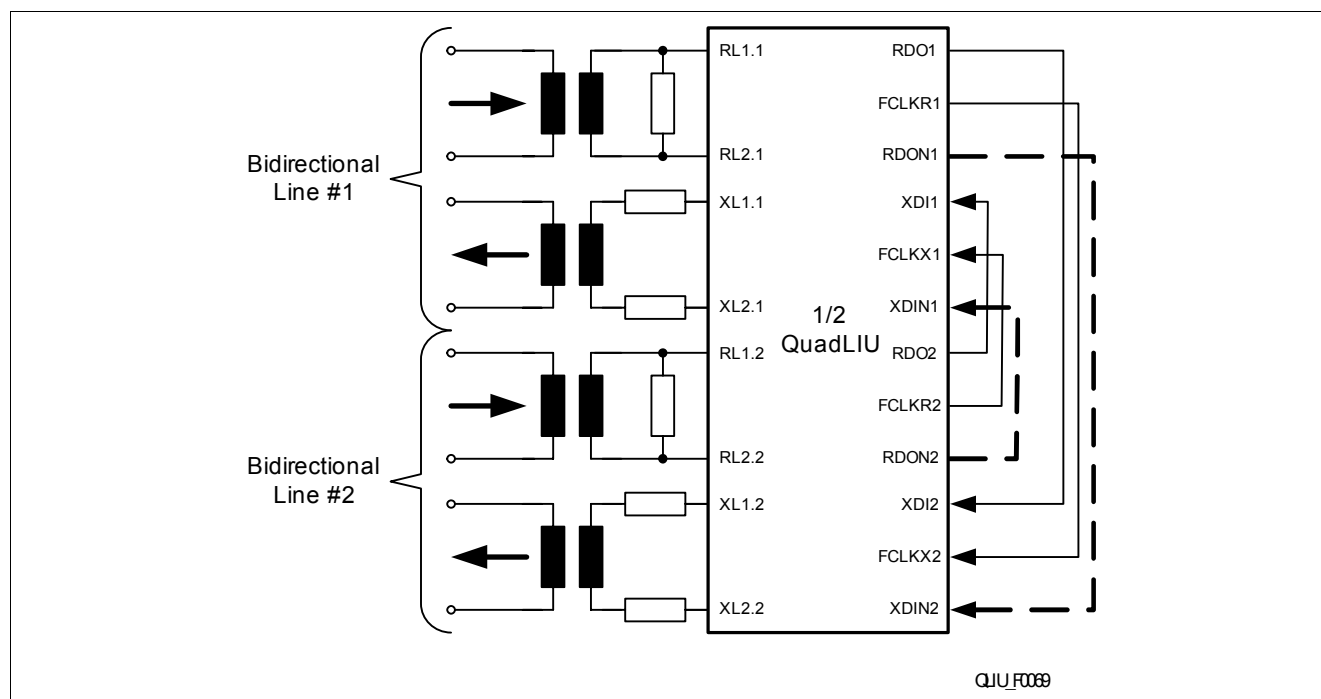 Bidirectional
Line #1
Bidirectional
Line #2
RL1.1
RL2.1
XL1.1
XL2.1
RL1.2
RL2.2
XL1.2
XL2.2
1/2
QuadLIU
RDO1
FCLKR1
RDON1
XDI1
FCLKX1
XDIN1
RDO2
FCLKR2
RDON2
XDI2
FCLKX2
XDIN2
QLIU_F0069